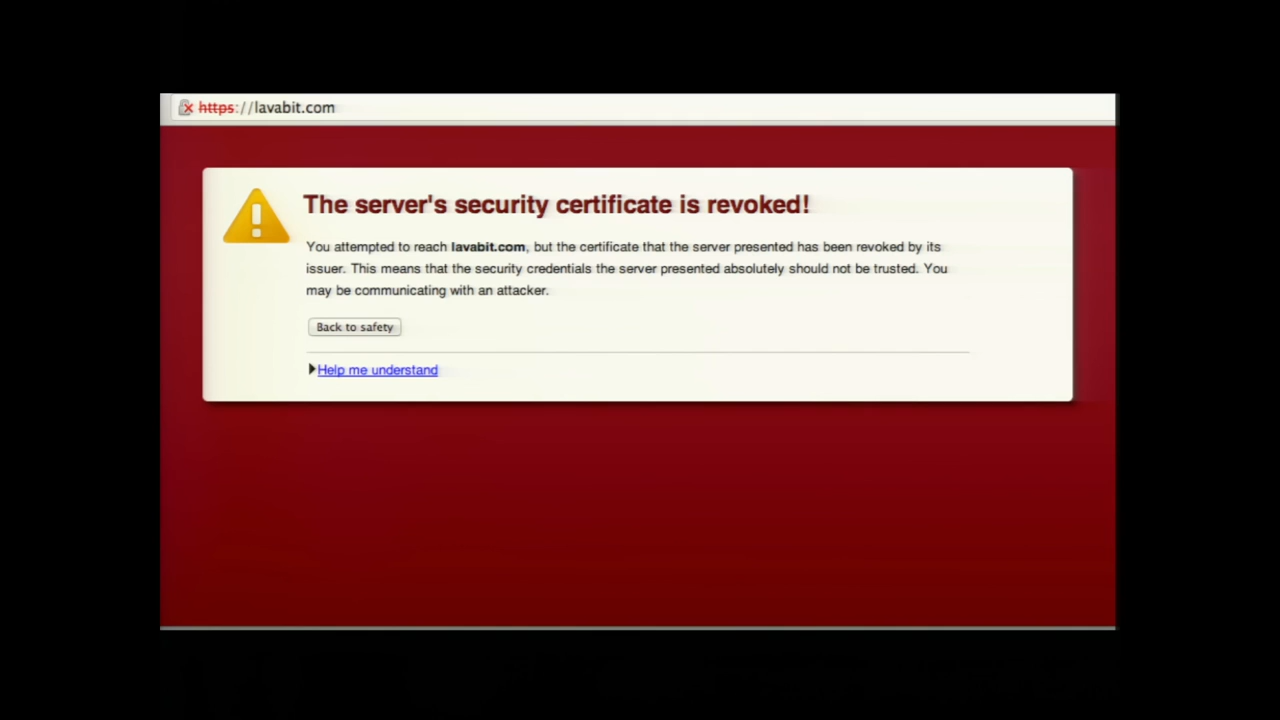 https://lavabit.com
The server's security certificate is revoked!
You attempted to reach lavabit.com, but the certificate that the server presented has been revoked by its
issuer. This means that the security credentials the server presented absolutely should not be trusted. You
may be communicating with an attacker.
Back to safety
Help me understand